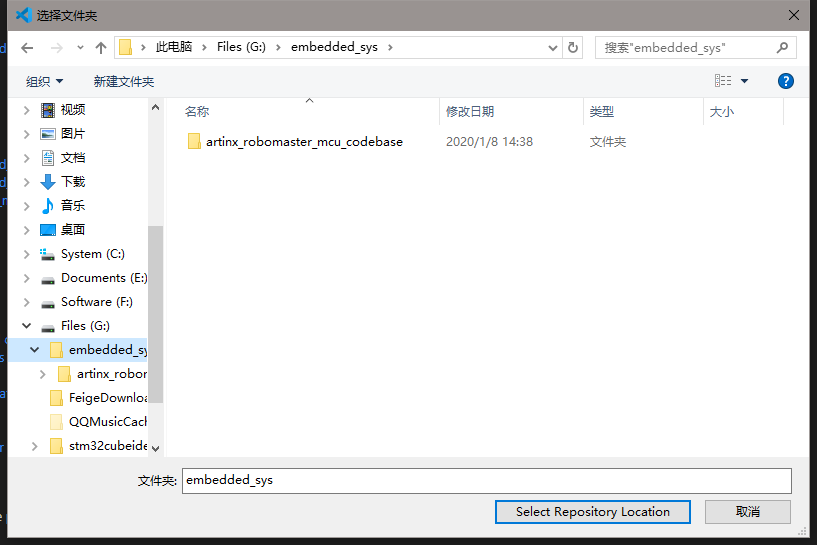 选择文件夹
此电脑 › Files (G:) › embedded_sys ›
搜索"embedded_sys"
组织 新建文件夹
名称 修改日期 类型 大小
artinx_robomaster_mcu_codebase 2020/1/8 14:38 文件夹
视频
图片
文档
下载
音乐
桌面
System (C:)
Documents (E:)
Software (F:)
Files (G:)
embedded_sy
artinx_robor
FeigeDownloa
QQMusicCach
stm32cubeide
文件夹: embedded_sys
Select Repository Location 取消